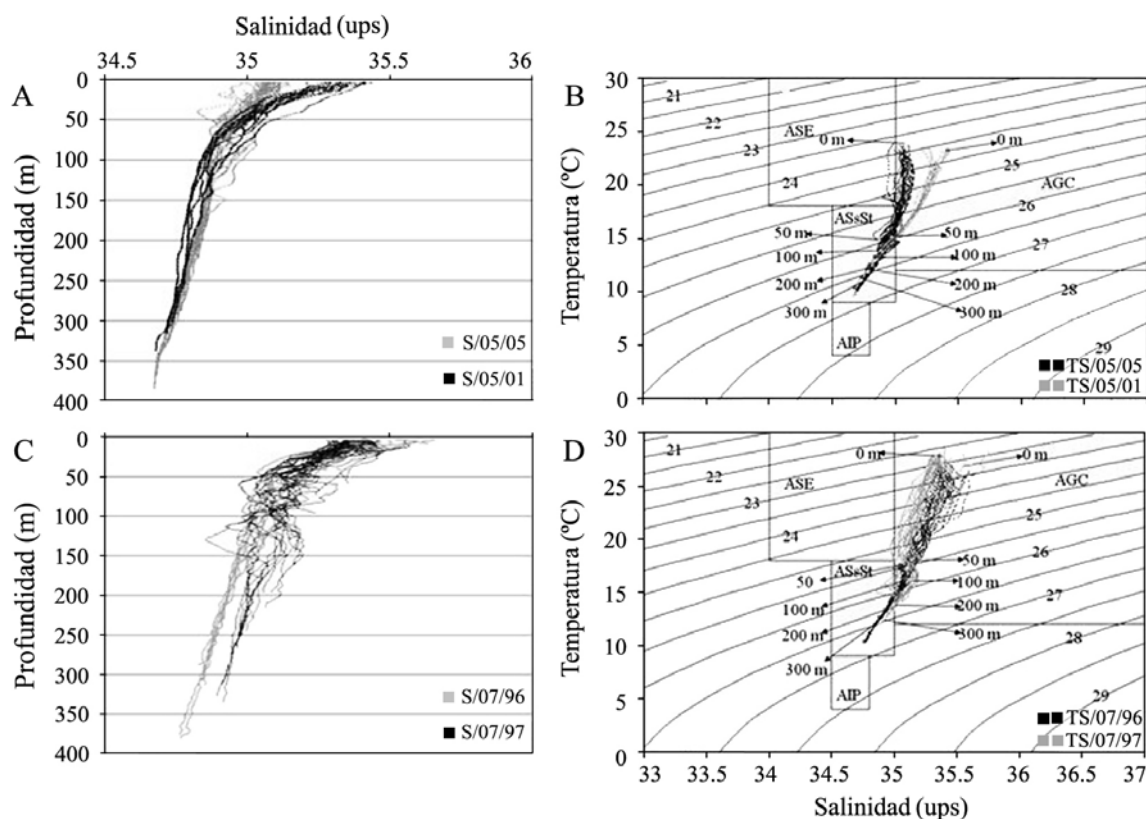 Salinidad (ups)
34.5 35 35.5 36
A
Profundidad (m)
0
50
100
150
200
250
300
350
400
S/05/05
S/05/01
B
Temperatura (ºC)
30
25
20
15
10
5
0
21
22
23
24
25
26
27
28
29
ASE
0 m
0 m
AGC
ASsSt
50 m
50 m
100 m
100 m
200 m
200 m
300 m
300 m
AIP
TS/05/05
TS/05/01
C
Profundidad (m)
0
50
100
150
200
250
300
350
400
S/07/96
S/07/97
D
Temperatura (ºC)
30
25
20
15
10
5
0
21
22
23
24
25
26
27
28
29
ASE
0 m
0 m
AGC
ASsSt
50
50 m
100 m
100 m
200 m
200 m
300 m
300 m
AIP
TS/07/96
TS/07/97
33 33.5 34 34.5 35 35.5 36 36.5 37
Salinidad (ups)